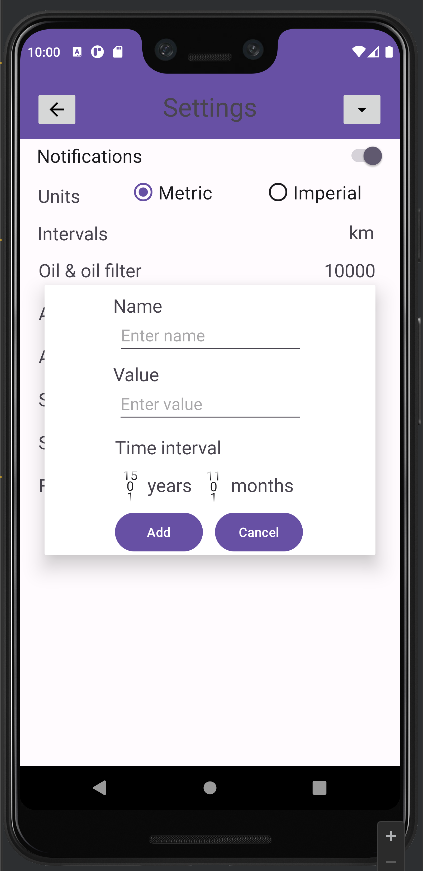 10:00
Settings
Notifications
Units Metric Imperial
Intervals km
Oil & oil filter 10000
Name
Enter name
Value
Enter value
Time interval
15 11
0 years 0 months
1 1
Add Cancel